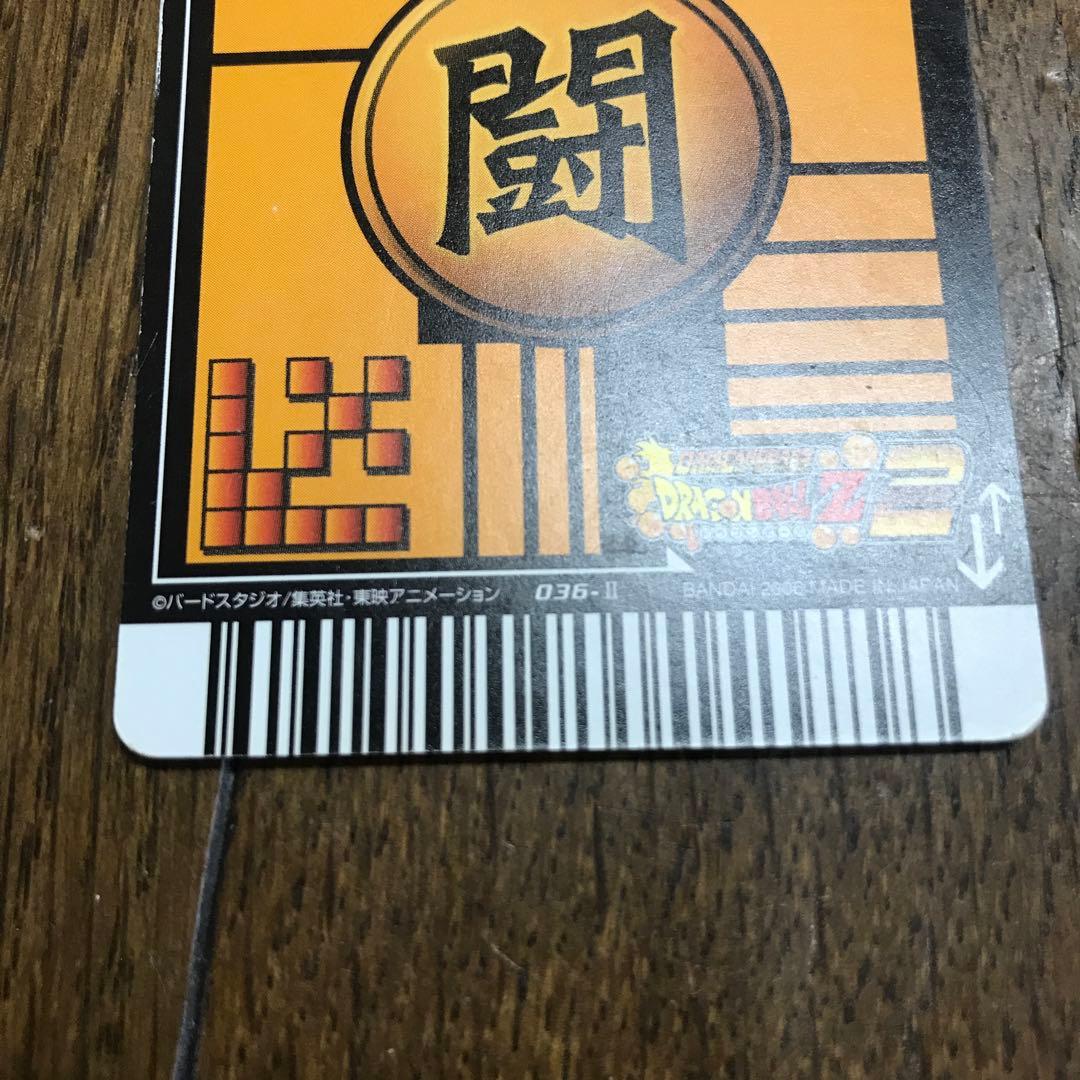 闘
DRAGONBALL Z 2
©バードスタジオ/集英社・東映アニメーション 036-II BANDAI 2006 MADE IN JAPAN